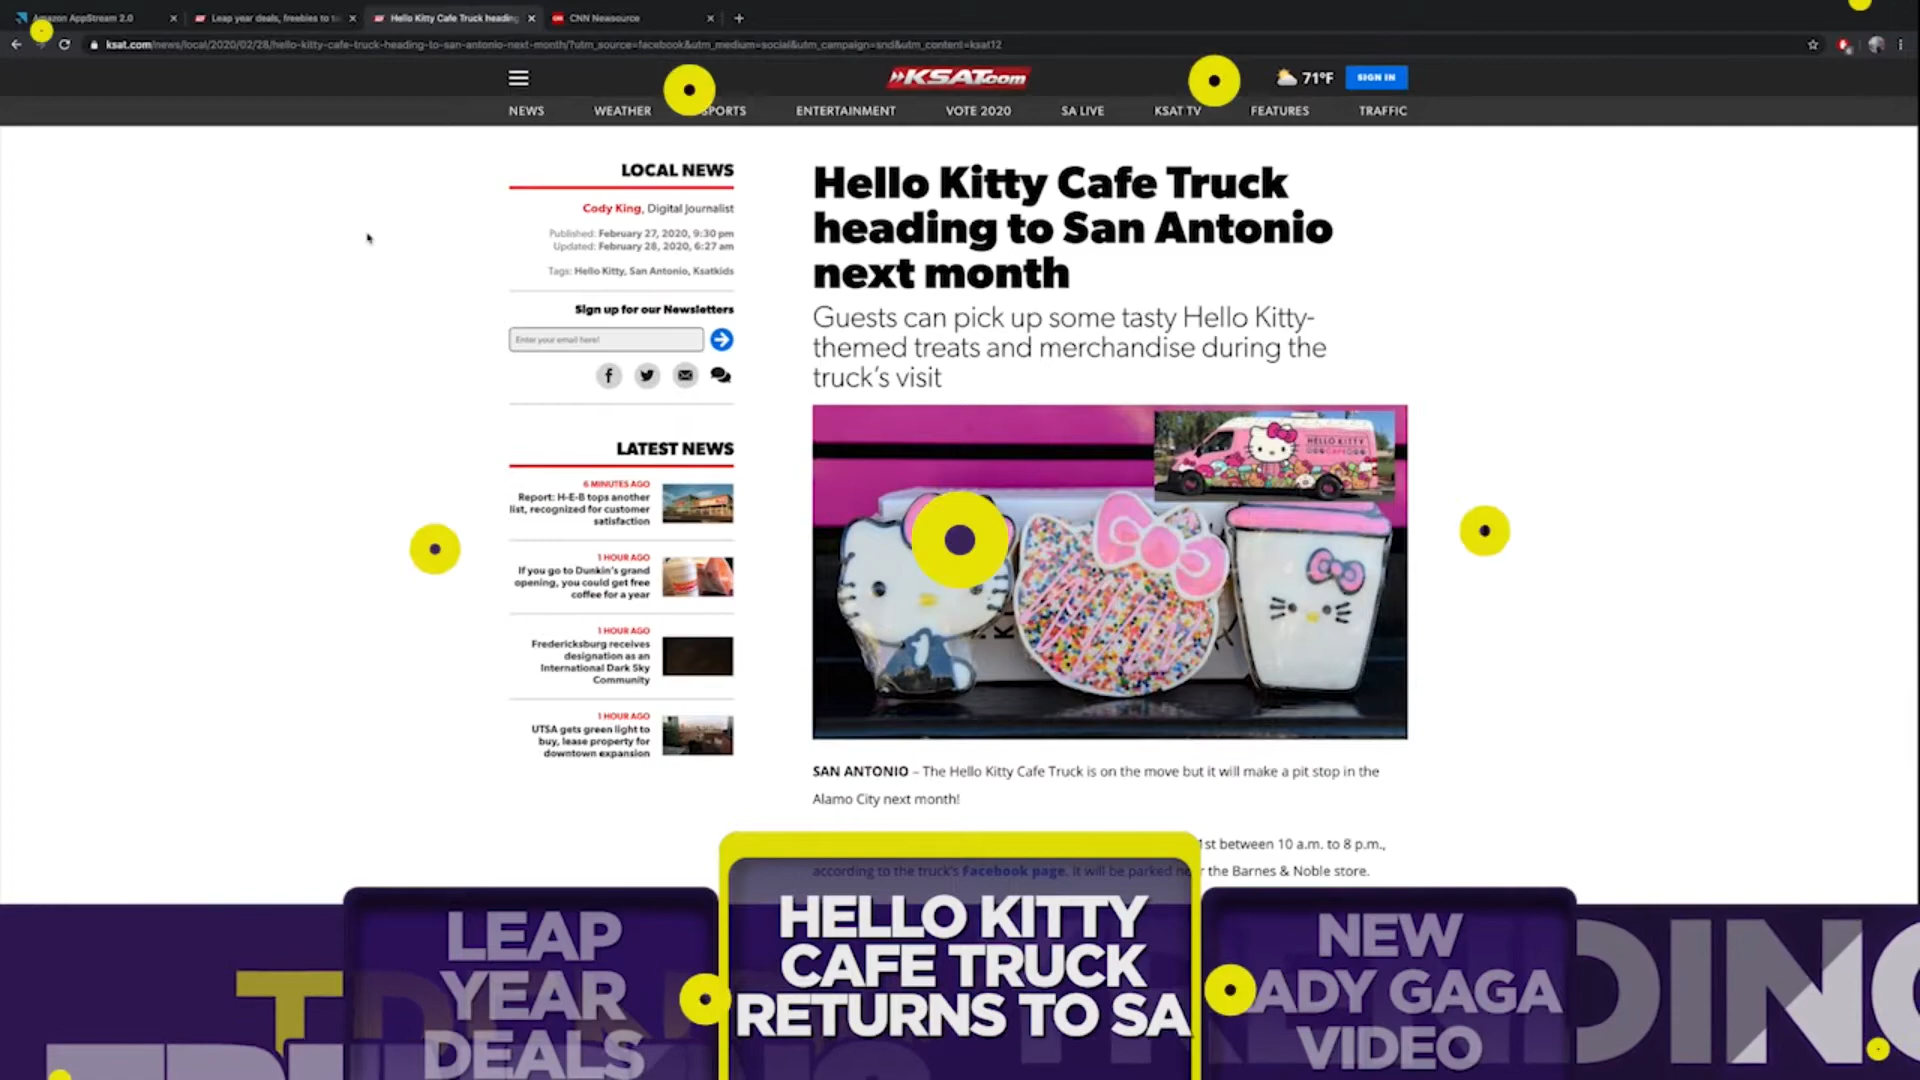 Amazon AppStream 2.0
Leap year deals, freebies to
Hello Kitty Cafe Truck heading
CNN Newsource
ksat.com/news/local/2020/02/28/hello-kitty-cafe-truck-heading-to-san-antonio-next-month/?utm_source=facebook&utm_medium=social&utm_campaign=snd&utm_content=ksat12
KSAT.com
71°F
SIGN IN
NEWS
WEATHER
SPORTS
ENTERTAINMENT
VOTE 2020
SA LIVE
KSAT TV
FEATURES
TRAFFIC
LOCAL NEWS
Cody King, Digital Journalist
Published: February 27, 2020, 9:30 pm
Updated: February 28, 2020, 6:27 am
Tags: Hello Kitty, San Antonio, Ksatkids
Sign up for our Newsletters
Enter your email here!
LATEST NEWS
6 MINUTES AGO
Report: H-E-B tops another
list, recognized for customer
satisfaction
1 HOUR AGO
If you go to Dunkin's grand
opening, you could get free
coffee for a year
1 HOUR AGO
Fredericksburg receives
designation as an
International Dark Sky
Community
1 HOUR AGO
UTSA gets green light to
buy, lease property for
downtown expansion
Hello Kitty Cafe Truck
heading to San Antonio
next month
Guests can pick up some tasty Hello Kitty-
themed treats and merchandise during the
truck's visit
HELLO KITTY
CAFE
SAN ANTONIO – The Hello Kitty Cafe Truck is on the move but it will make a pit stop in the
Alamo City next month!
1st between 10 a.m. to 8 p.m.,
according to the truck's Facebook page. It will be parked near the Barnes & Noble store.
LEAP
YEAR
DEALS
HELLO KITTY
CAFE TRUCK
RETURNS TO SA
NEW
LADY GAGA
VIDEO